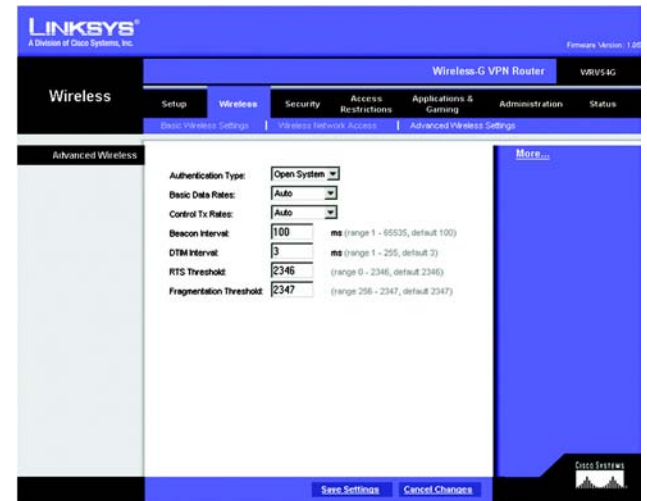 LINKSYS®
A Division of Cisco Systems, Inc.
Firmware Version: 1.05
Wireless-G VPN Router WRV54G
Wireless
Setup Wireless Security Access Restrictions Applications & Gaming Administration Status
Basic Wireless Settings | Wireless Network Access | Advanced Wireless Settings
Advanced Wireless
More...
Authentication Type: Open System
Basic Data Rates: Auto
Control Tx Rates: Auto
Beacon Interval: 100 ms (range 1 - 65535, default 100)
DTIM Interval: 3 ms (range 1 - 255, default 3)
RTS Threshold: 2346 (range 0 - 2346, default 2346)
Fragmentation Threshold: 2347 (range 256 - 2347, default 2347)
Save Settings Cancel Changes
CISCO SYSTEMS